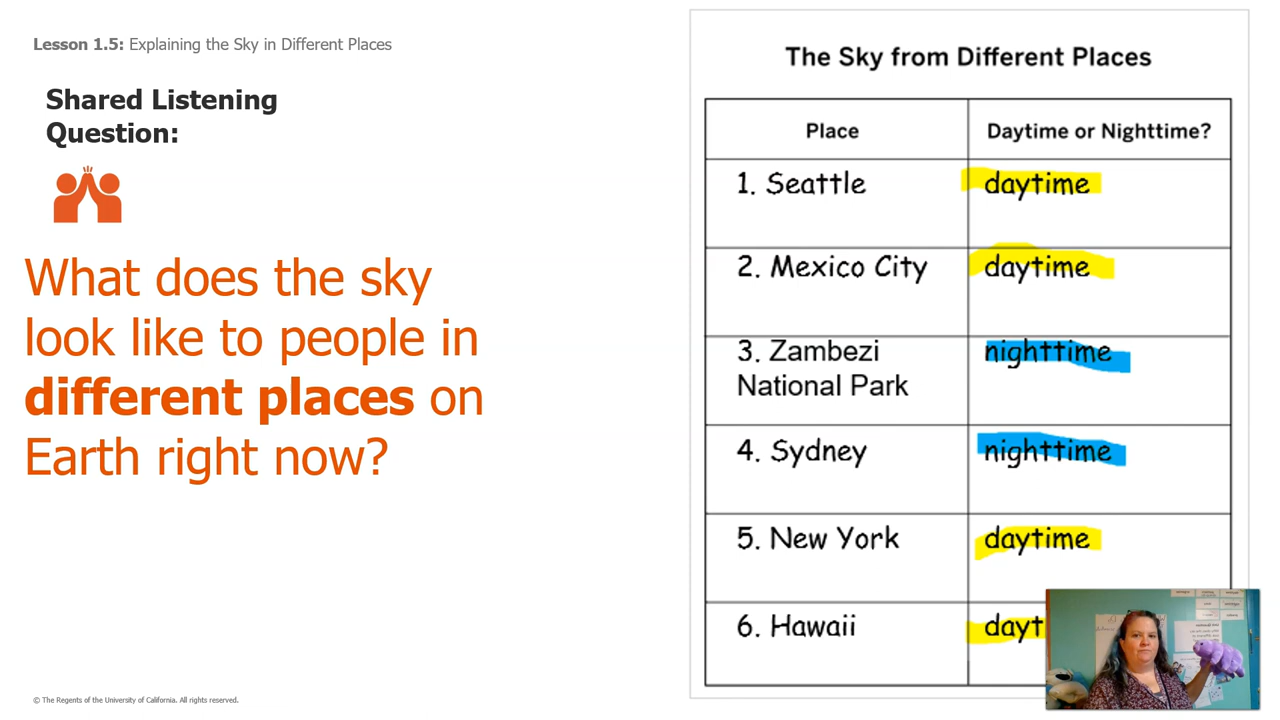 Lesson 1.5: Explaining the Sky in Different Places
Shared Listening
Question:
What does the sky
look like to people in
different places on
Earth right now?
© The Regents of the University of California. All rights reserved.
The Sky from Different Places
Place Daytime or Nighttime?
1. Seattle daytime
2. Mexico City daytime
3. Zambezi nighttime
National Park
4. Sydney nighttime
5. New York daytime
6. Hawaii dayt